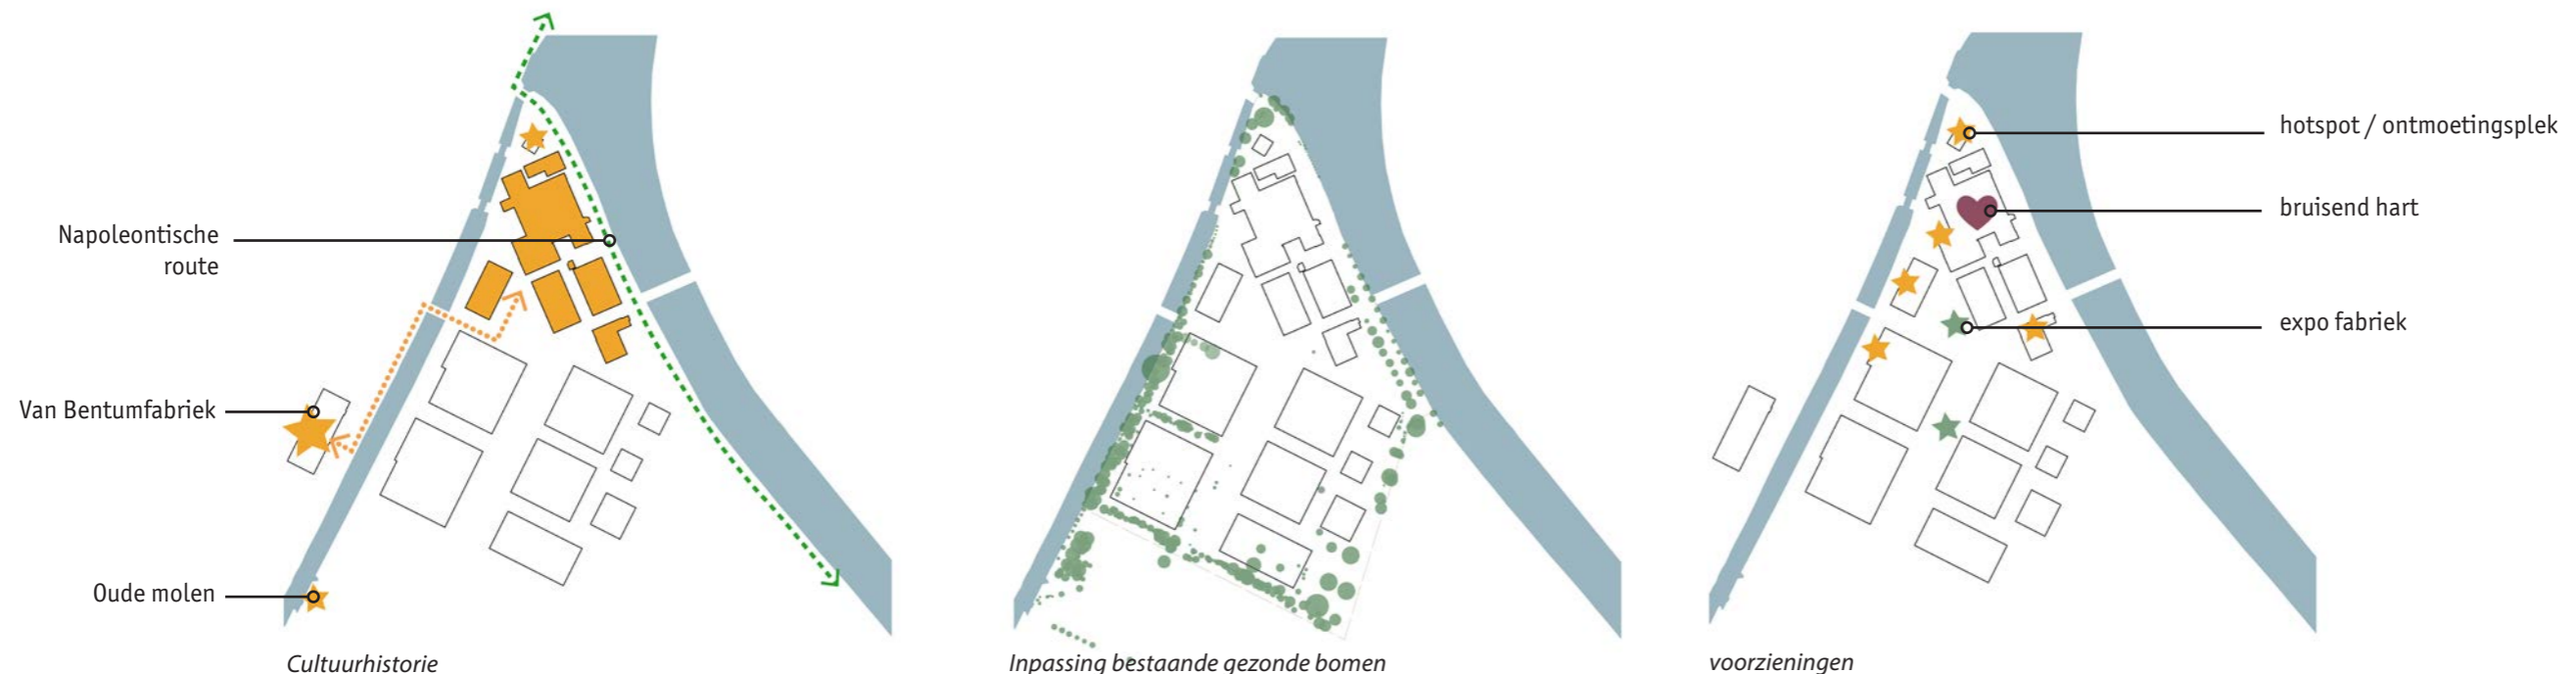 Napoleontische
route
Van Bentumfabriek
Oude molen
Cultuurhistorie
Inpassing bestaande gezonde bomen
hotspot / ontmoetingsplek
bruisend hart
expo fabriek
voorzieningen